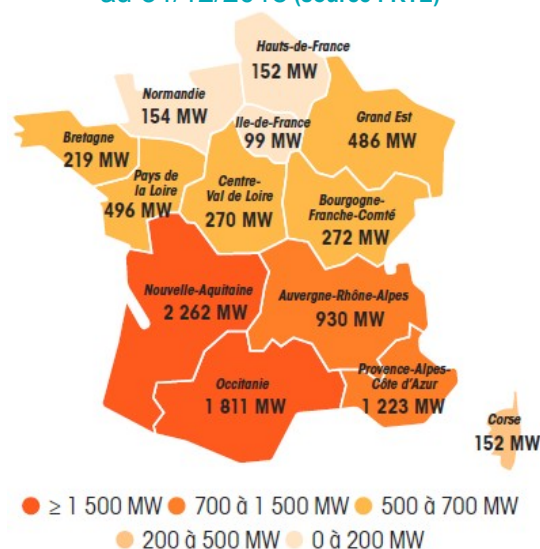 Hauts-de-France
152 MW
Normandie
154 MW
Ile-de-France
99 MW
Grand Est
486 MW
Bretagne
219 MW
Pays de
la Loire
496 MW
Centre-
Val de Loire
270 MW
Bourgogne-
Franche-Comté
272 MW
Nouvelle-Aquitaine
2 262 MW
Auvergne-Rhône-Alpes
930 MW
Occitanie
1 811 MW
Provence-Alpes-
Côte d'Azur
1 223 MW
Corse
152 MW
≥ 1 500 MW
700 à 1 500 MW
500 à 700 MW
200 à 500 MW
0 à 200 MW